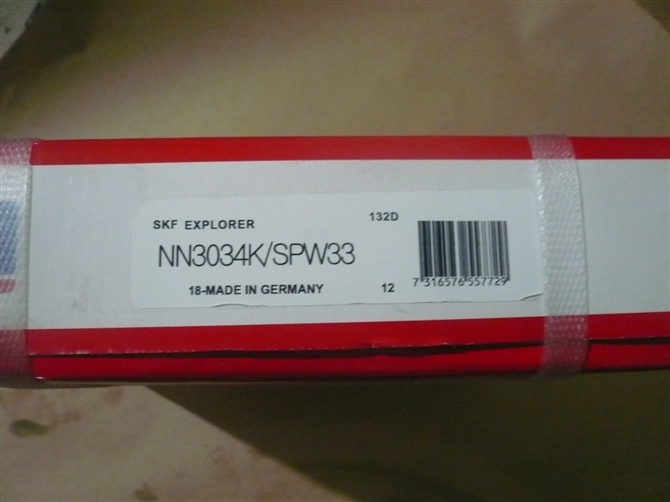 SKF EXPLORER 132D
NN3034K/SPW33
18-MADE IN GERMANY 12
7 316576 557729